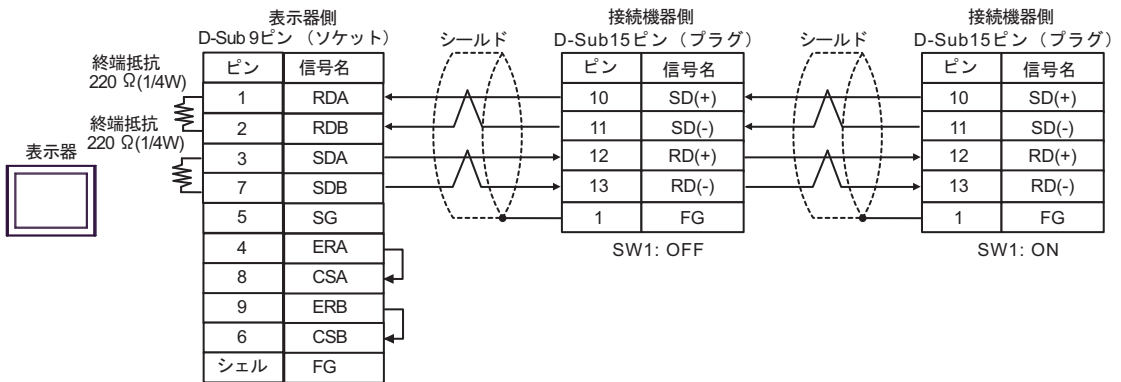 表示器側
D-Sub 9ピン (ソケット)
シールド
接続機器側
D-Sub15ピン (プラグ)
シールド
接続機器側
D-Sub15ピン (プラグ)
終端抵抗
220 Ω(1/4W)
終端抵抗
220 Ω(1/4W)
表示器
ピン 信号名
1 RDA
2 RDB
3 SDA
7 SDB
5 SG
4 ERA
8 CSA
9 ERB
6 CSB
シェル FG
ピン 信号名
10 SD(+)
11 SD(-)
12 RD(+)
13 RD(-)
1 FG
SW1: OFF
ピン 信号名
10 SD(+)
11 SD(-)
12 RD(+)
13 RD(-)
1 FG
SW1: ON